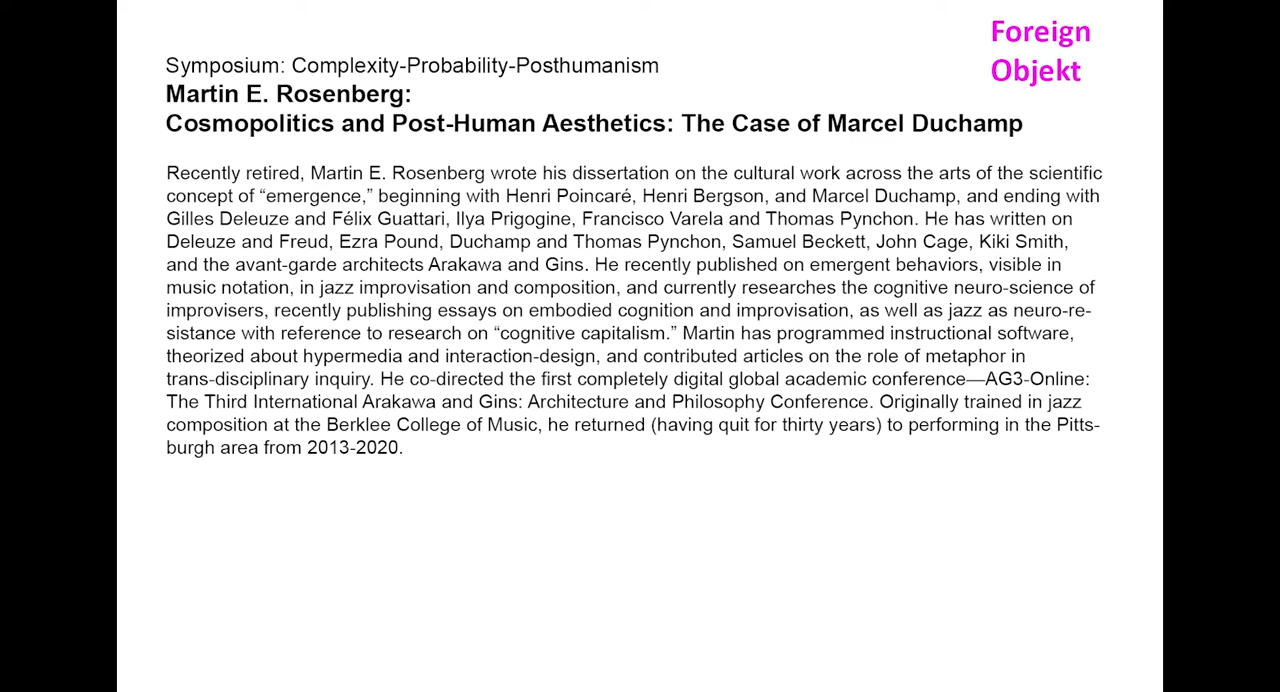 Foreign
Objekt
Symposium: Complexity-Probability-Posthumanism
Martin E. Rosenberg:
Cosmopolitics and Post-Human Aesthetics: The Case of Marcel Duchamp
Recently retired, Martin E. Rosenberg wrote his dissertation on the cultural work across the arts of the scientific
concept of “emergence,” beginning with Henri Poincaré, Henri Bergson, and Marcel Duchamp, and ending with
Gilles Deleuze and Félix Guattari, Ilya Prigogine, Francisco Varela and Thomas Pynchon. He has written on
Deleuze and Freud, Ezra Pound, Duchamp and Thomas Pynchon, Samuel Beckett, John Cage, Kiki Smith,
and the avant-garde architects Arakawa and Gins. He recently published on emergent behaviors, visible in
music notation, in jazz improvisation and composition, and currently researches the cognitive neuro-science of
improvisers, recently publishing essays on embodied cognition and improvisation, as well as jazz as neuro-re-
sistance with reference to research on “cognitive capitalism.” Martin has programmed instructional software,
theorized about hypermedia and interaction-design, and contributed articles on the role of metaphor in
trans-disciplinary inquiry. He co-directed the first completely digital global academic conference—AG3-Online:
The Third International Arakawa and Gins: Architecture and Philosophy Conference. Originally trained in jazz
composition at the Berklee College of Music, he returned (having quit for thirty years) to performing in the Pitts-
burgh area from 2013-2020.